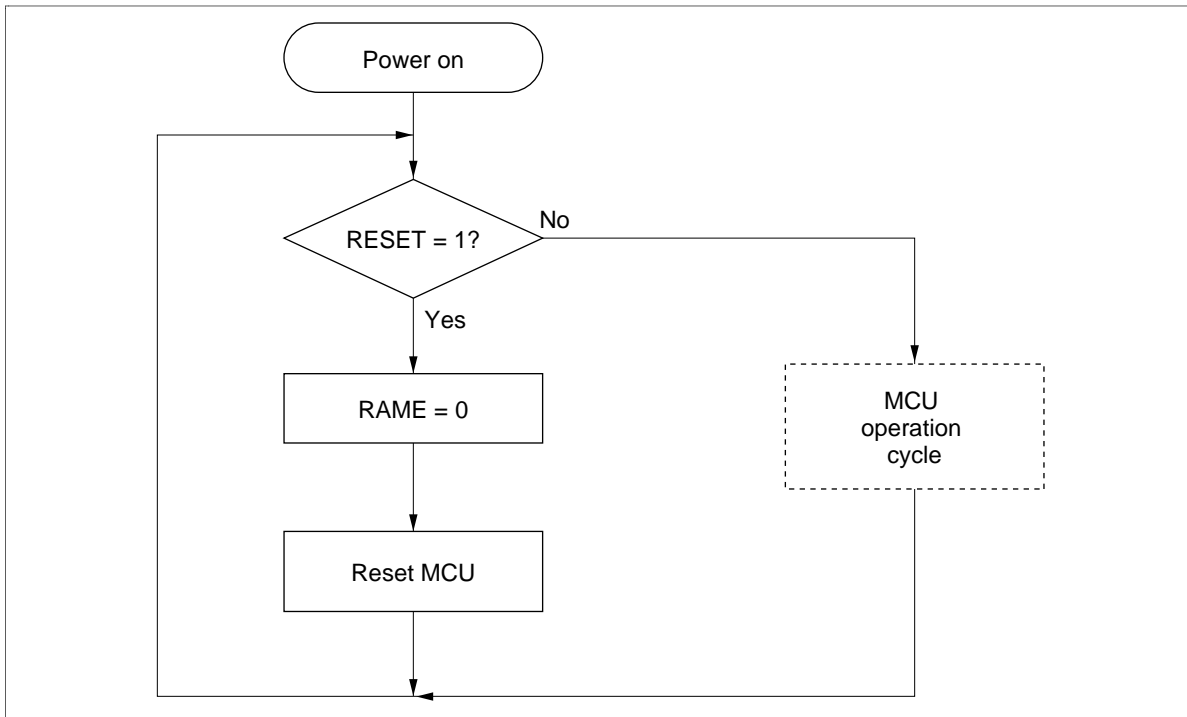 Power on
RESET = 1?
No
Yes
RAME = 0
MCU
operation
cycle
Reset MCU